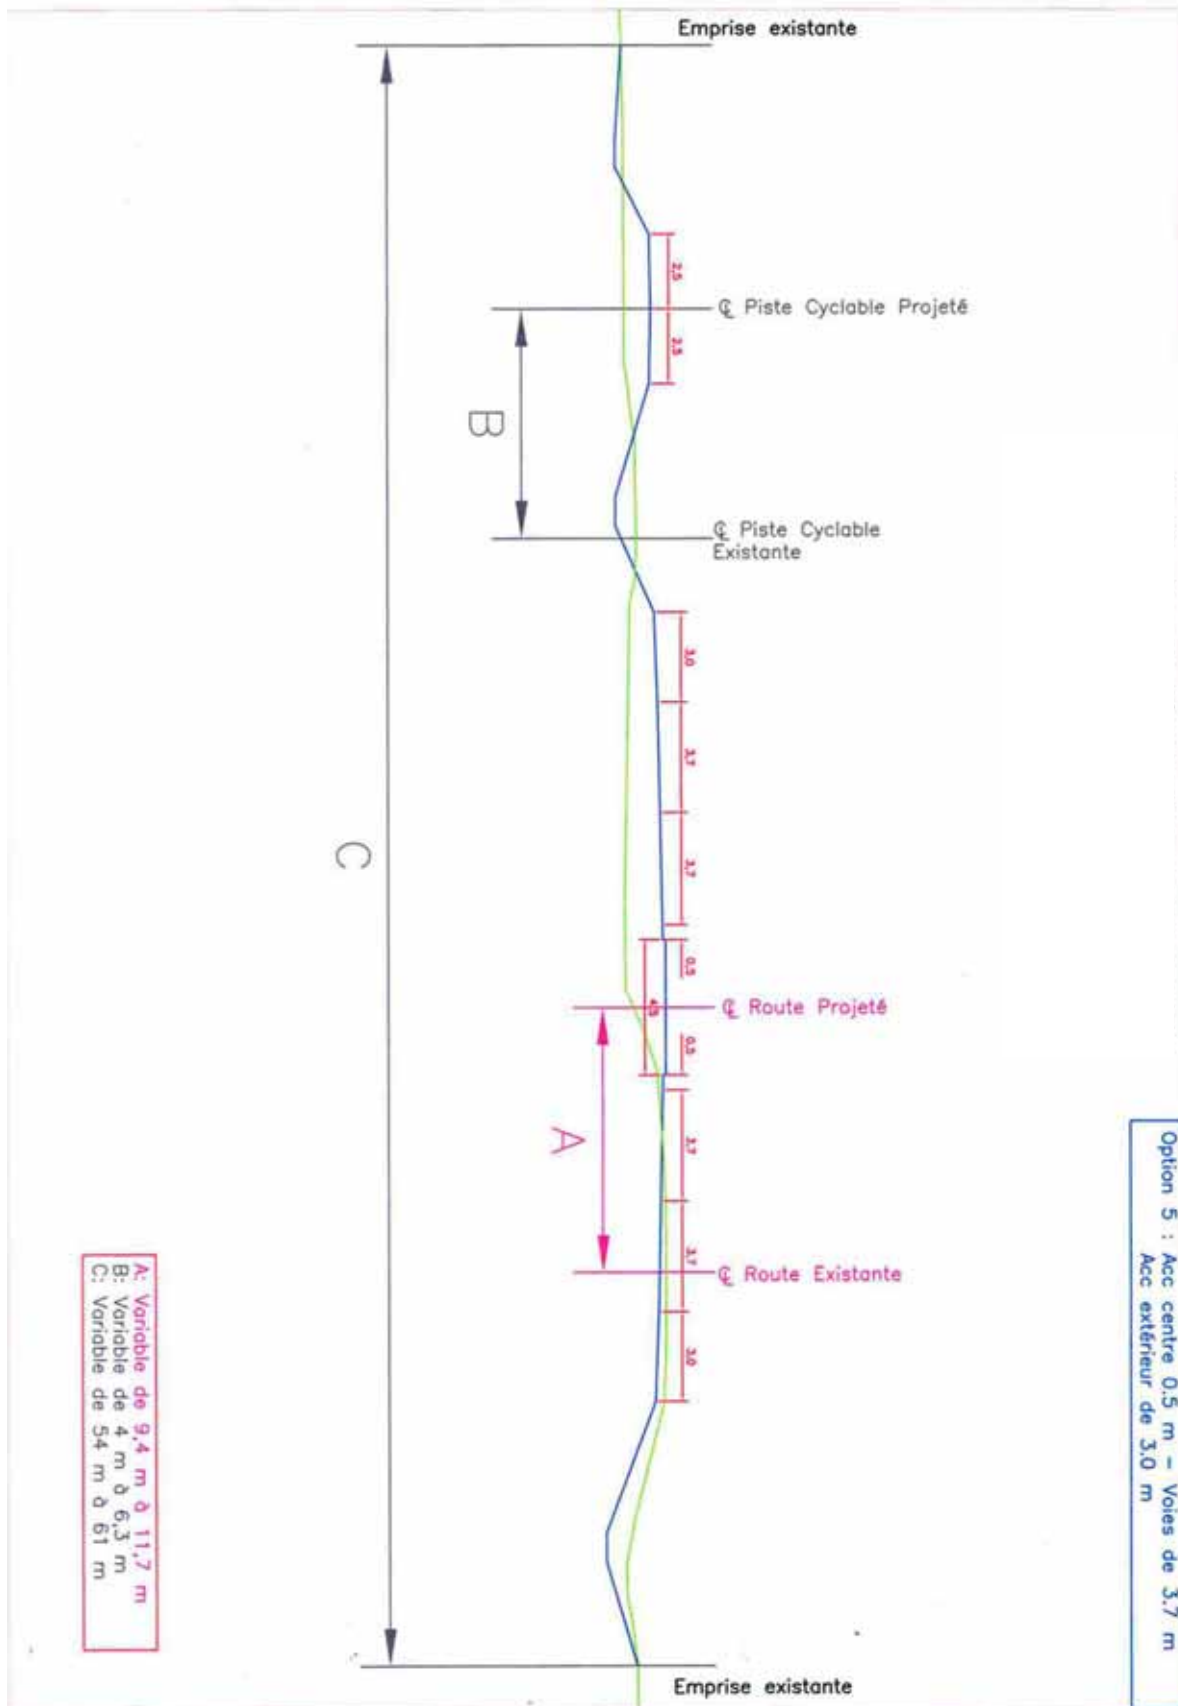 Emprise existante
2,5
℄ Piste Cyclable Projeté
2,5
B
℄ Piste Cyclable
Existante
3,0
3,7
C
3,7
0,5
℄ Route Projeté
0,5
A
3,7
3,7
℄ Route Existante
3,0
Option 5 : Acc centre 0.5 m - Voies de 3.7 m
Acc extérieur de 3.0 m
A: Variable de 9,4 m à 11,7 m
B: Variable de 4 m à 6,3 m
C: Variable de 54 m à 61 m
Emprise existante